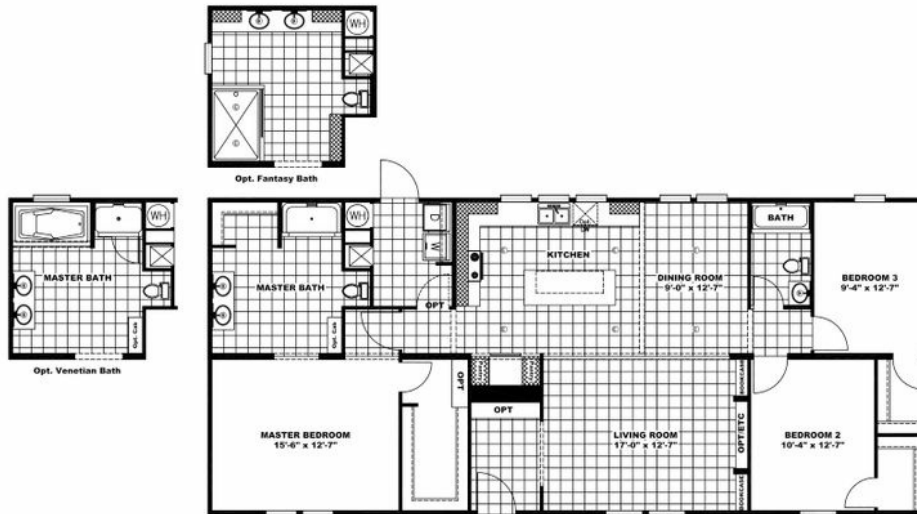 WH
Opt. Fantasy Bath
WH
MASTER BATH
Opt. Cab
Opt. Venetian Bath
WH
MASTER BATH
Opt. Cab
D
W
OPT
KITCHEN
DINING ROOM
9'-0" x 12'-7"
BATH
BEDROOM 3
9'-4" x 12'-7"
MASTER BEDROOM
15'-6" x 12'-7"
OPT
OPT
LIVING ROOM
17'-0" x 12'-7"
BOOKCASE
OPT/ETC
BOOKCASE
BEDROOM 2
10'-4" x 12'-7"